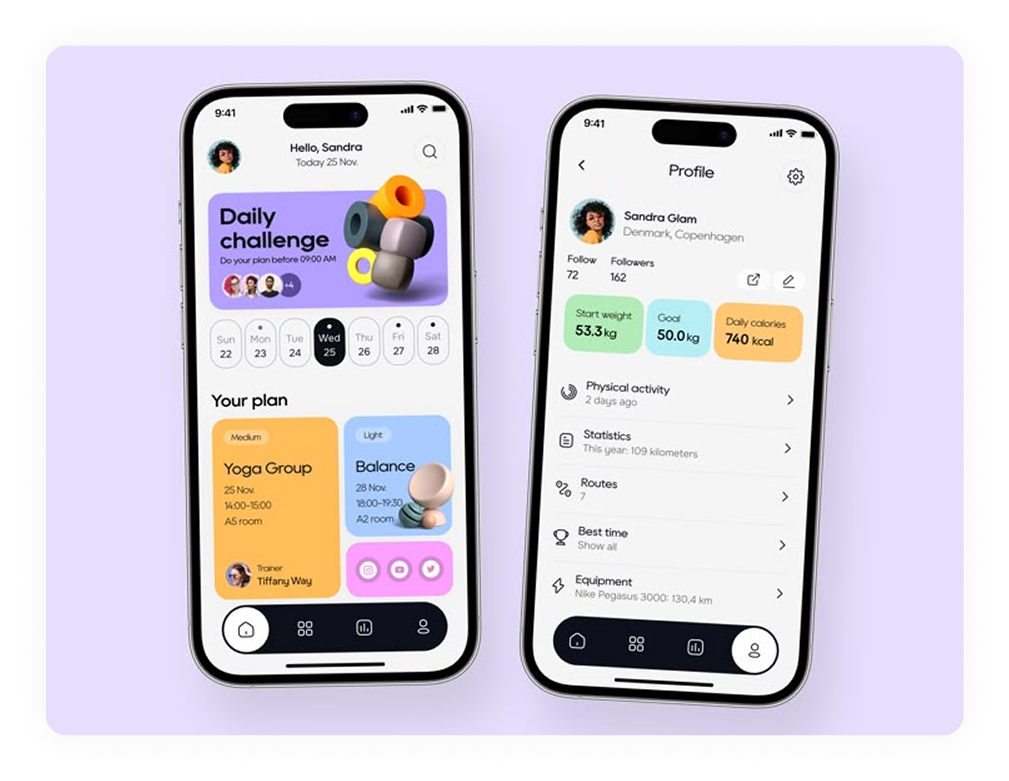 9:41
Hello, Sandra
Today 25 Nov.
Daily
challenge
Do your plan before 09:00 AM
+4
Sun Mon Tue Wed Thu Fri Sat
22 23 24 25 26 27 28
Your plan
Medium
Yoga Group
25 Nov.
14:00-15:00
A5 room
Trainer
Tiffany Way
Light
Balance
28 Nov.
18:00-19:30
A2 room
9:41
Profile
Sandra Glam
Denmark, Copenhagen
Follow Followers
72 162
Start weight
53.3 kg
Goal
50.0 kg
Daily calories
740 kcal
Physical activity
2 days ago
Statistics
This year: 109 kilometers
Routes
7
Best time
Show all
Equipment
Nike Pegasus 3000: 130,4 km